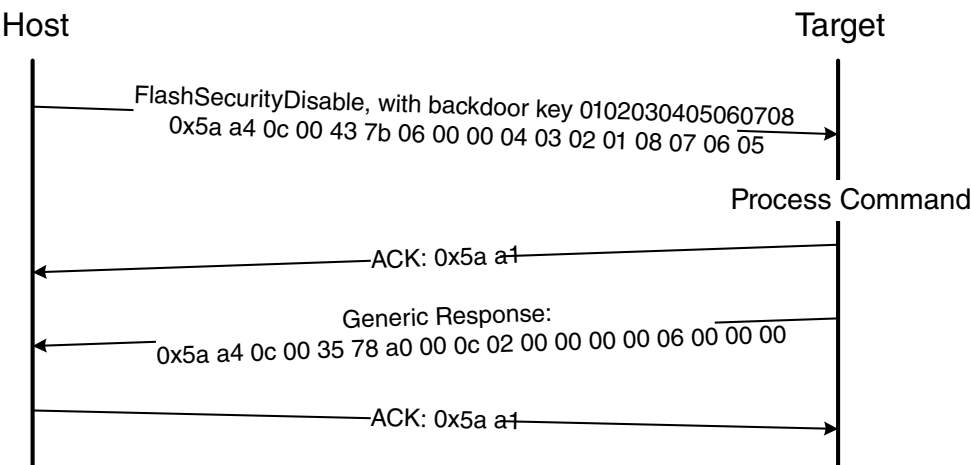 Host
Target
FlashSecurityDisable, with backdoor key 0102030405060708
0x5a a4 0c 00 43 7b 06 00 00 04 03 02 01 08 07 06 05
Process Command
ACK: 0x5a a1
Generic Response:
0x5a a4 0c 00 35 78 a0 00 0c 02 00 00 00 00 06 00 00 00
ACK: 0x5a a1